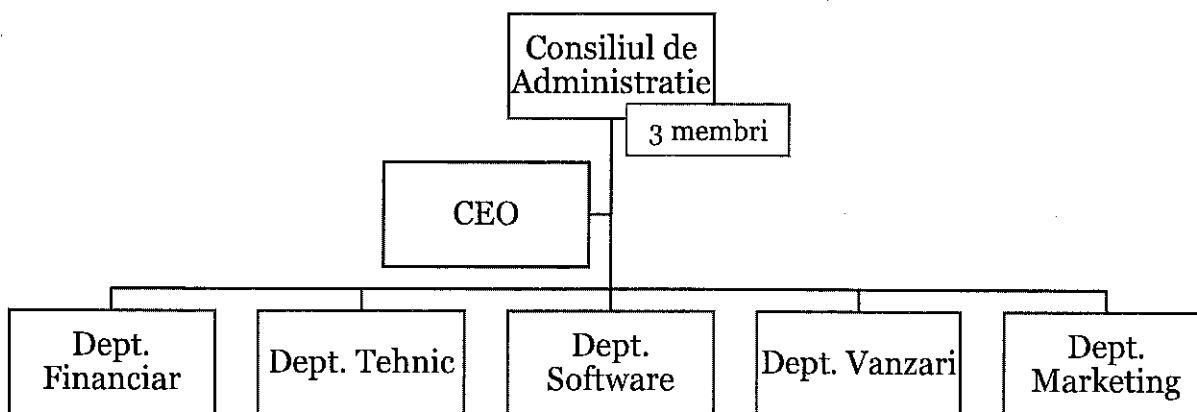 Consiliul de
Administratie
3 membri
CEO
Dept.
Financiar
Dept. Tehnic
Dept.
Software
Dept. Vanzari
Dept.
Marketing